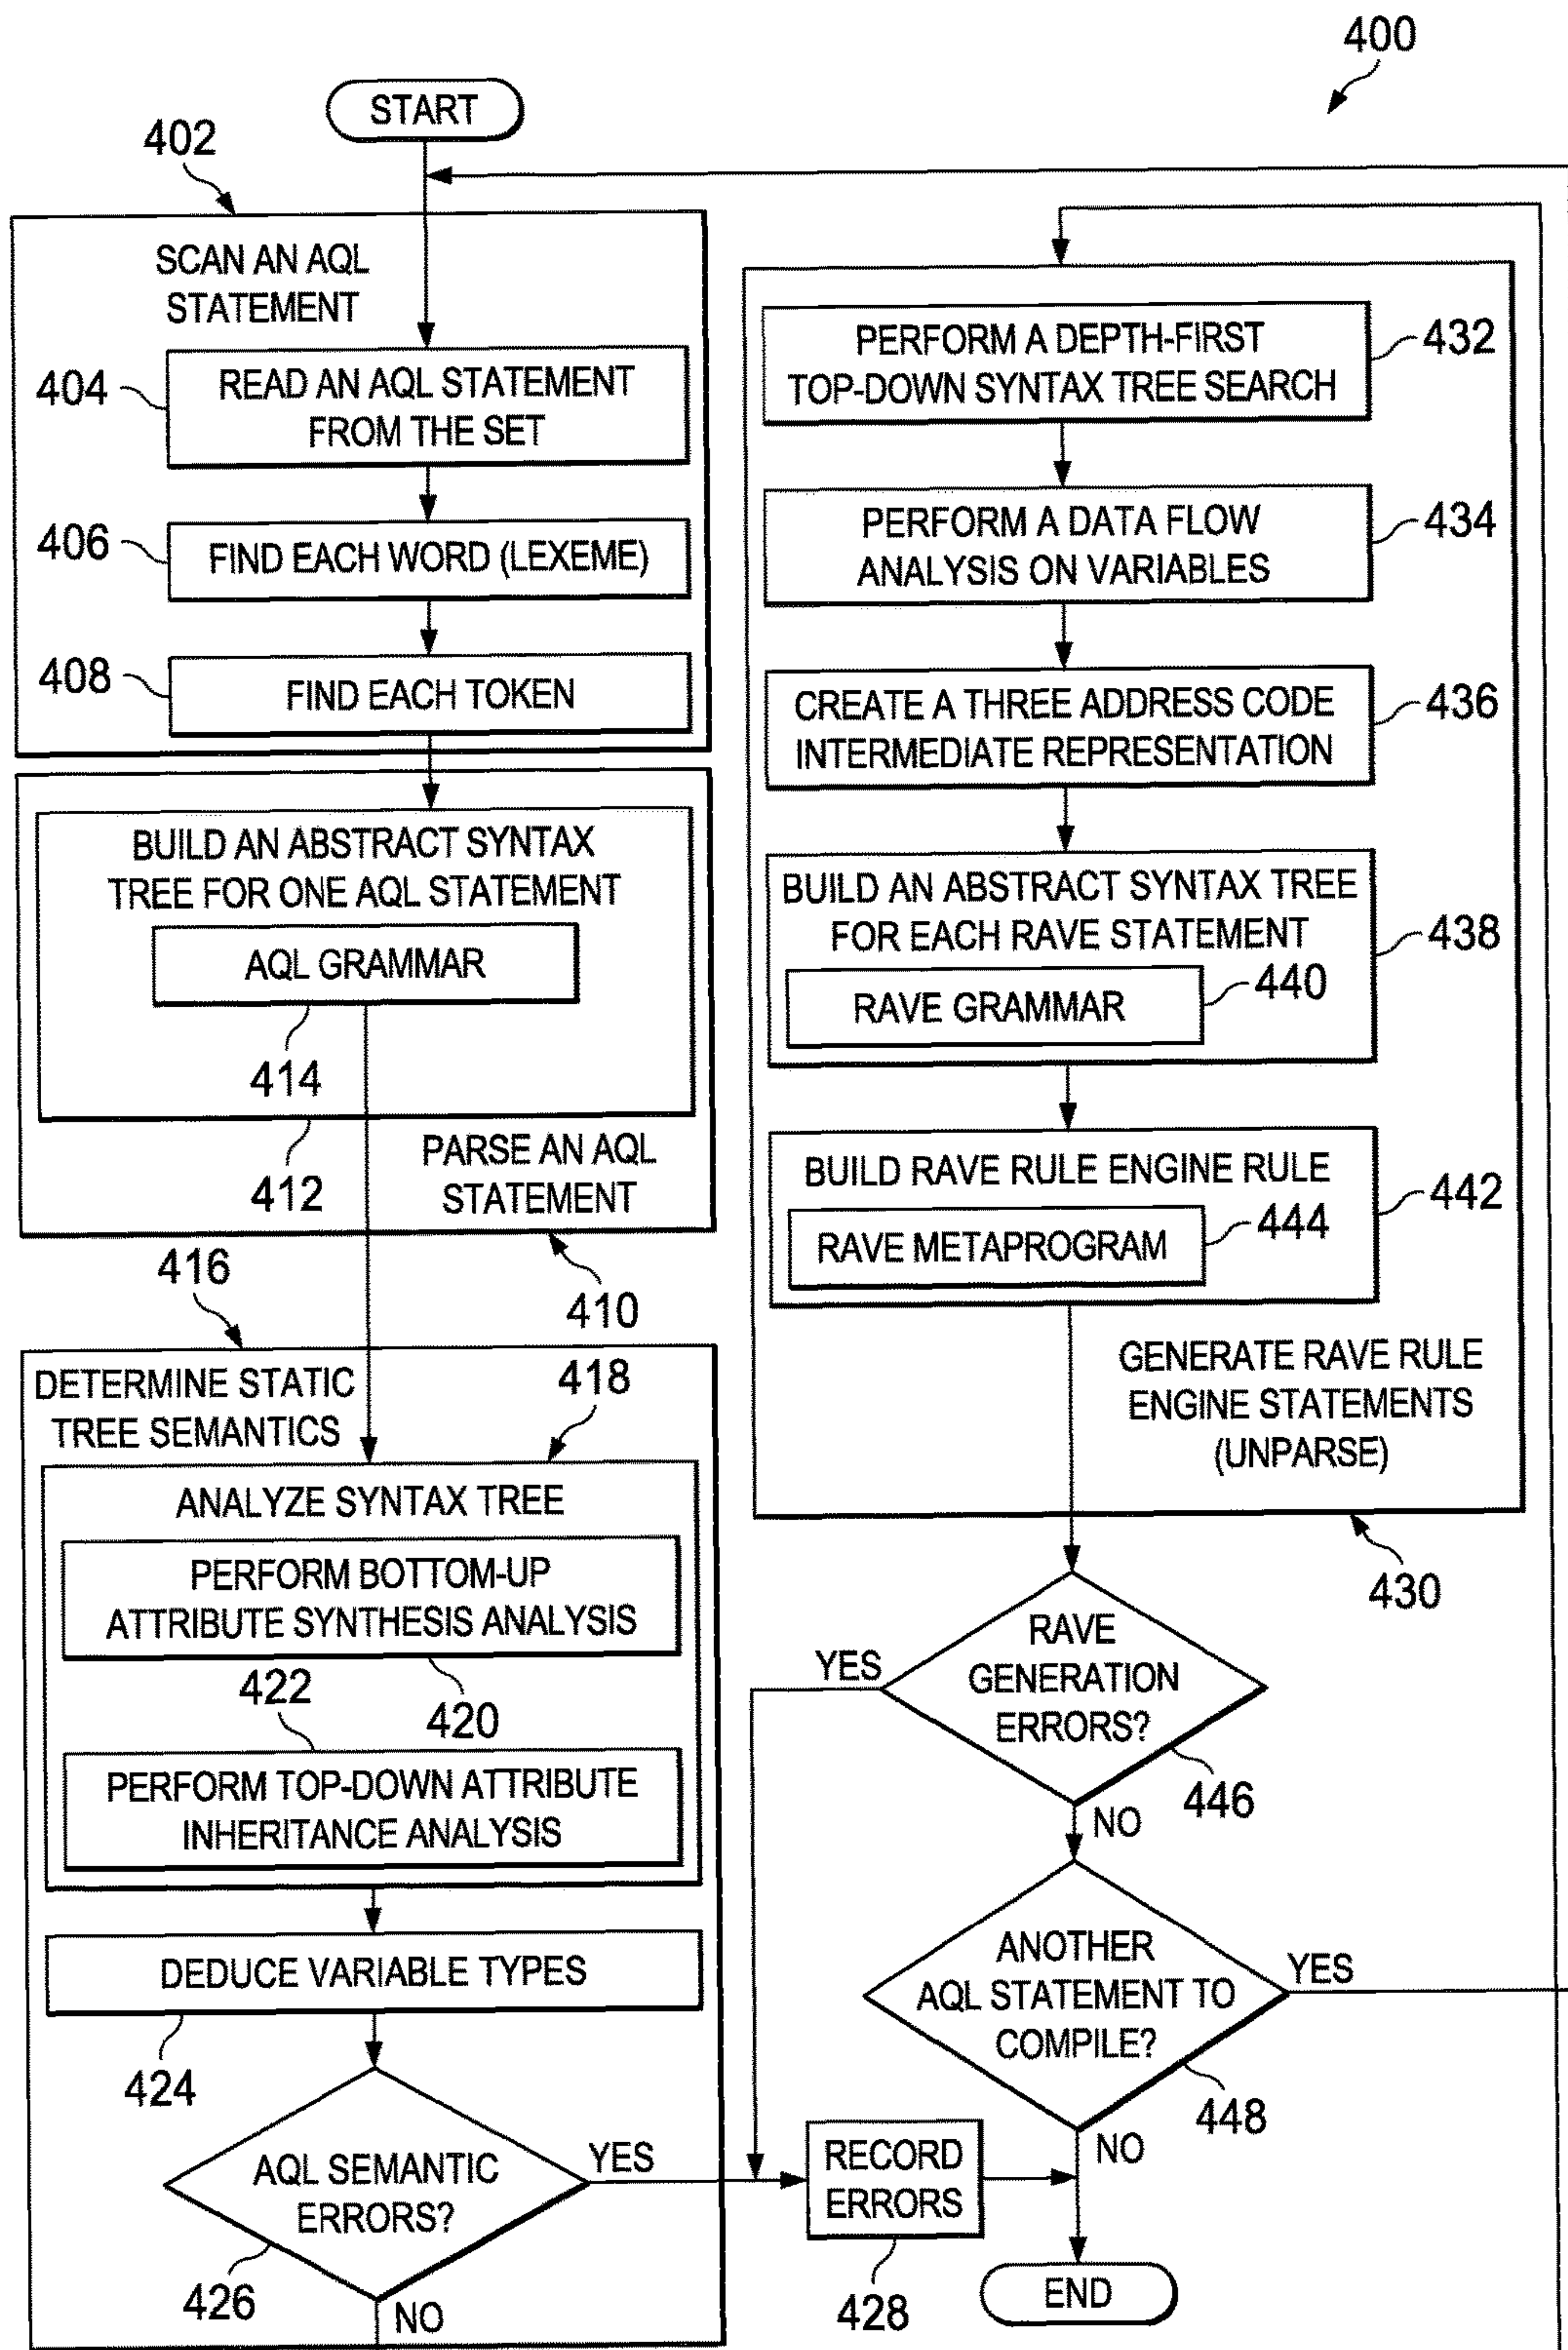 400
START
402
SCAN AN AQL
STATEMENT
404
READ AN AQL STATEMENT
FROM THE SET
406
FIND EACH WORD (LEXEME)
408
FIND EACH TOKEN
BUILD AN ABSTRACT SYNTAX
TREE FOR ONE AQL STATEMENT
AQL GRAMMAR
414
412
PARSE AN AQL
STATEMENT
410
416
DETERMINE STATIC
TREE SEMANTICS
418
ANALYZE SYNTAX TREE
PERFORM BOTTOM-UP
ATTRIBUTE SYNTHESIS ANALYSIS
422
420
PERFORM TOP-DOWN ATTRIBUTE
INHERITANCE ANALYSIS
DEDUCE VARIABLE TYPES
424
AQL SEMANTIC
ERRORS?
YES
426
NO
PERFORM A DEPTH-FIRST
TOP-DOWN SYNTAX TREE SEARCH
432
PERFORM A DATA FLOW
ANALYSIS ON VARIABLES
434
CREATE A THREE ADDRESS CODE
INTERMEDIATE REPRESENTATION
436
BUILD AN ABSTRACT SYNTAX TREE
FOR EACH RAVE STATEMENT
438
RAVE GRAMMAR
440
BUILD RAVE RULE ENGINE RULE
442
RAVE METAPROGRAM
444
GENERATE RAVE RULE
ENGINE STATEMENTS
(UNPARSE)
430
RAVE
GENERATION
ERRORS?
YES
446
NO
ANOTHER
AQL STATEMENT TO
COMPILE?
YES
448
NO
RECORD
ERRORS
428
END